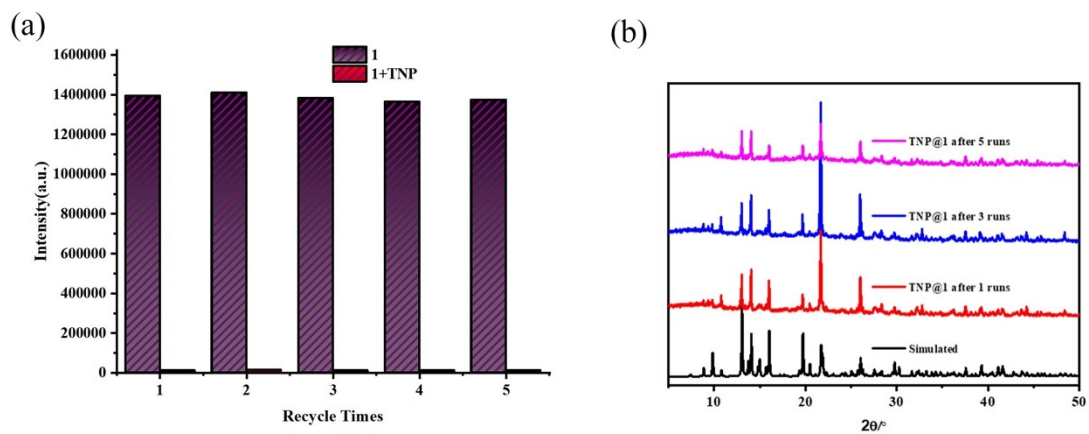 (a)
1600000
1400000
1200000
1000000
800000
600000
400000
200000
0
Intensity(a.u.)
1
1+TNP
1 2 3 4 5
Recycle Times
(b)
TNP@1 after 5 runs
TNP@1 after 3 runs
TNP@1 after 1 runs
Simulated
10 20 30 40 50
2θ/°